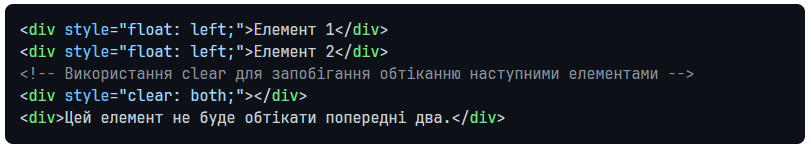 <div style="float: left;">Елемент 1</div>
<div style="float: left;">Елемент 2</div>
<!-- Використання clear для запобігання обтіканню наступними елементами -->
<div style="clear: both;"></div>
<div>Цей елемент не буде обтікати попередні два.</div>